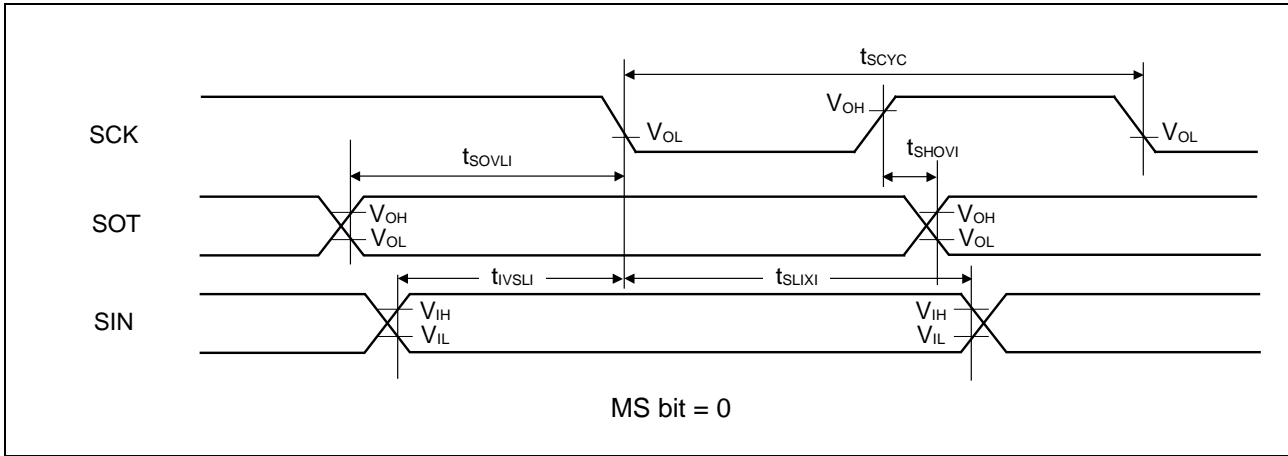 tSCYC
VOH
SCK
VOL
VOL
tSHOVI
tSOVLI
SOT
VOH
VOL
VOH
VOL
tIVSLI
tSLIXI
SIN
VIH
VIL
VIH
VIL
MS bit = 0